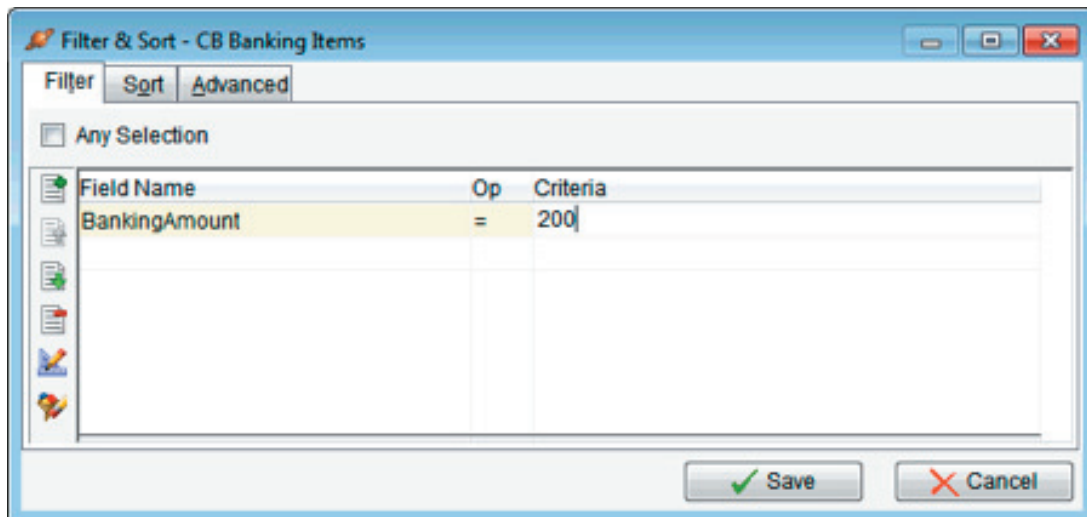 Filter & Sort - CB Banking Items
Filter Sort Advanced
Any Selection
Field Name Op Criteria
BankingAmount = 200
Save Cancel